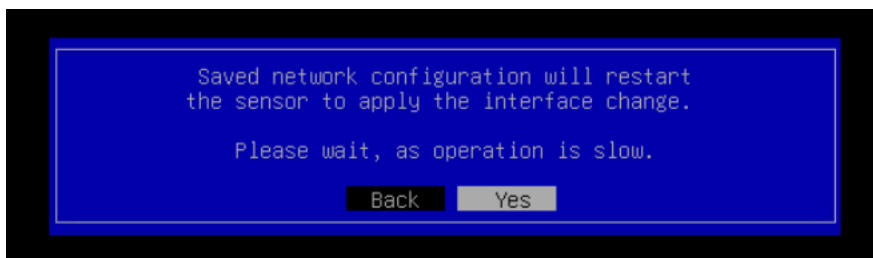 Saved network configuration will restart
the sensor to apply the interface change.
Please wait, as operation is slow.
Back Yes